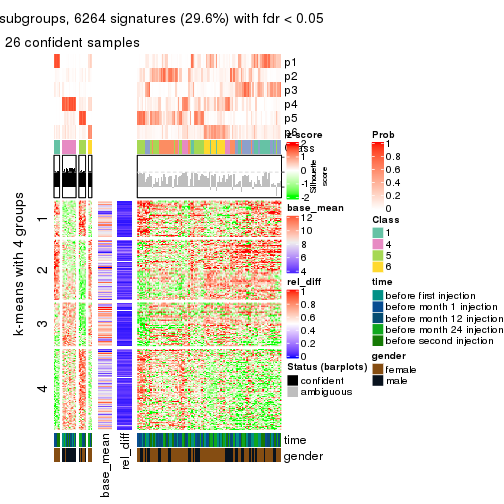 subgroups, 6264 signatures (29.6%) with fdr < 0.05
26 confident samples
p1
p2
p3
p4
p5
p6
Class
z-score
2
1
0
-1
-2
Silhouette
score
k-means with 4 groups
1
2
3
4
base_mean
12
10
8
6
4
rel_diff
1
0.8
0.6
0.4
0.2
0
Status (barplots)
confident
ambiguous
Prob
1
0.8
0.6
0.4
0.2
0
Class
1
4
5
6
time
before first injection
before month 1 injection
before month 12 injection
before month 24 injection
before second injection
gender
female
male
time
gender
base_mean
rel_diff